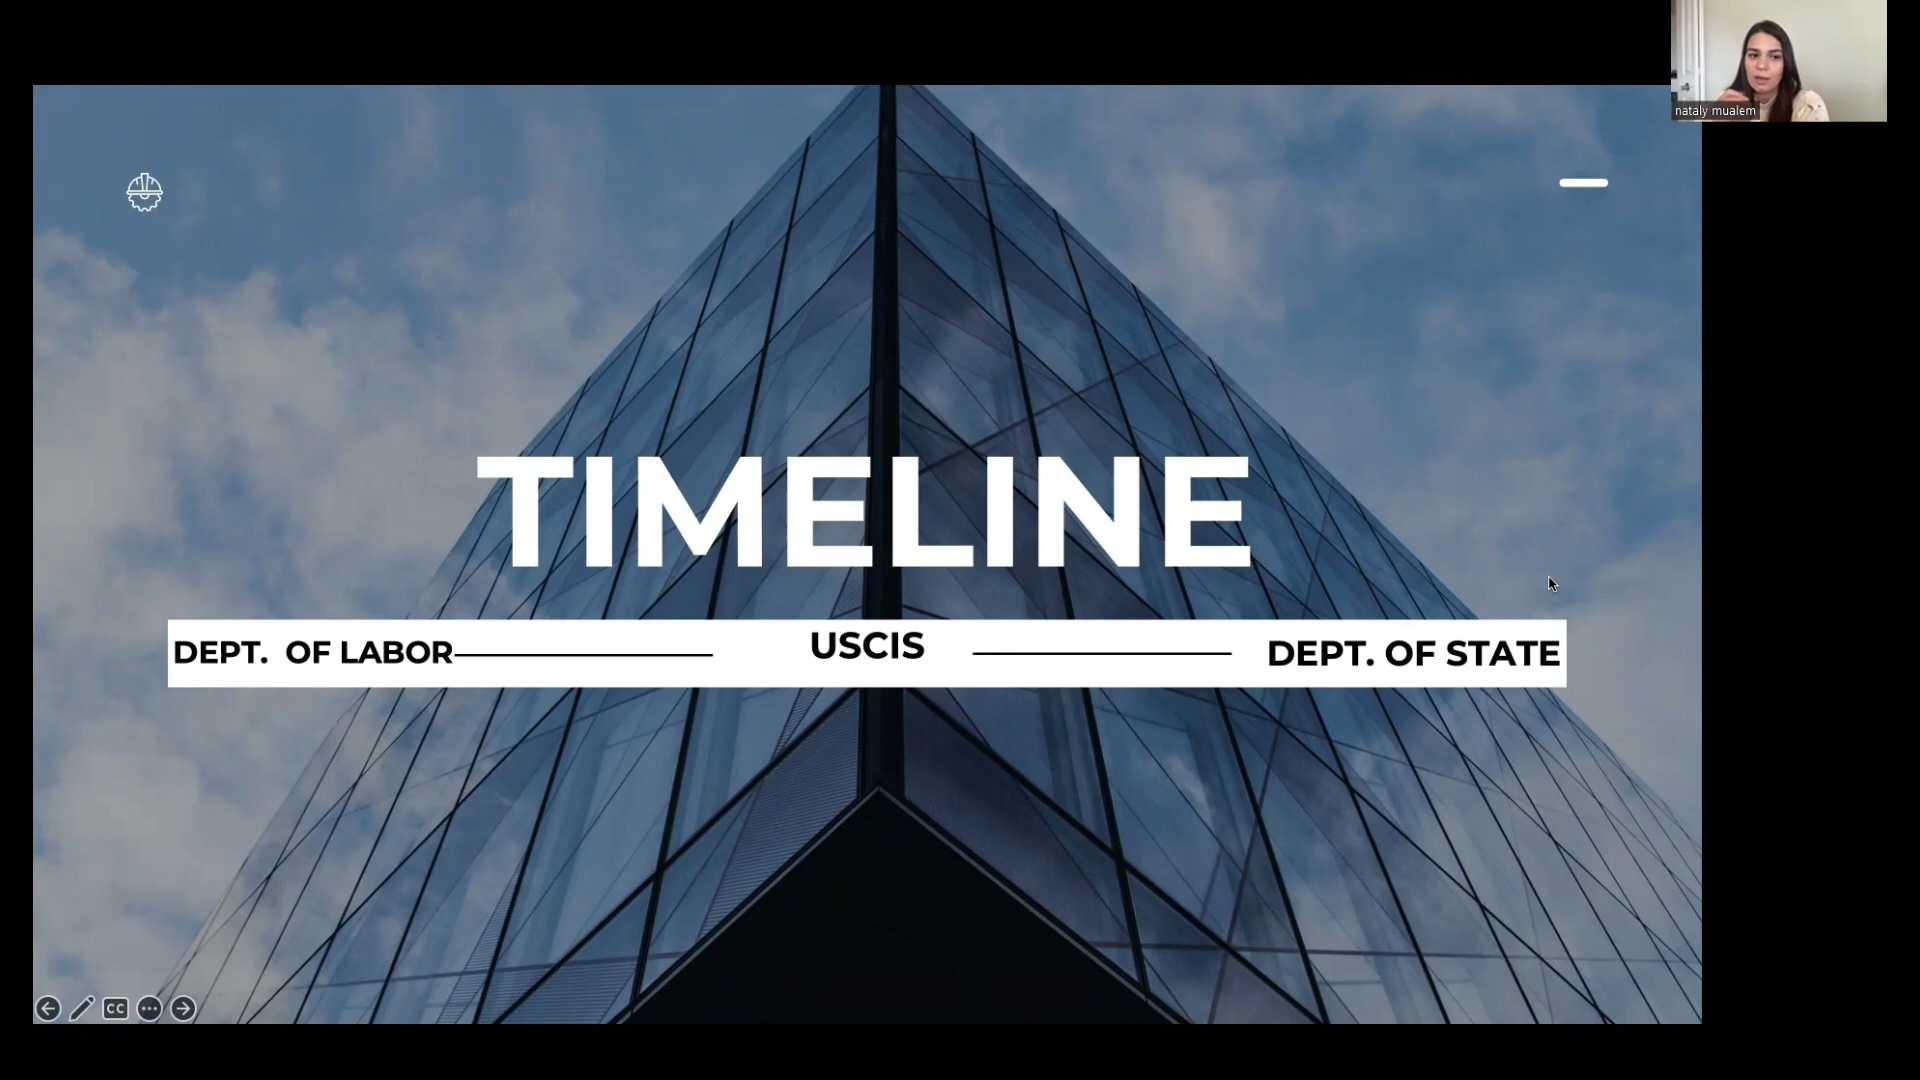 nataly mualem
TIMELINE
DEPT. OF LABOR USCIS DEPT. OF STATE
CC